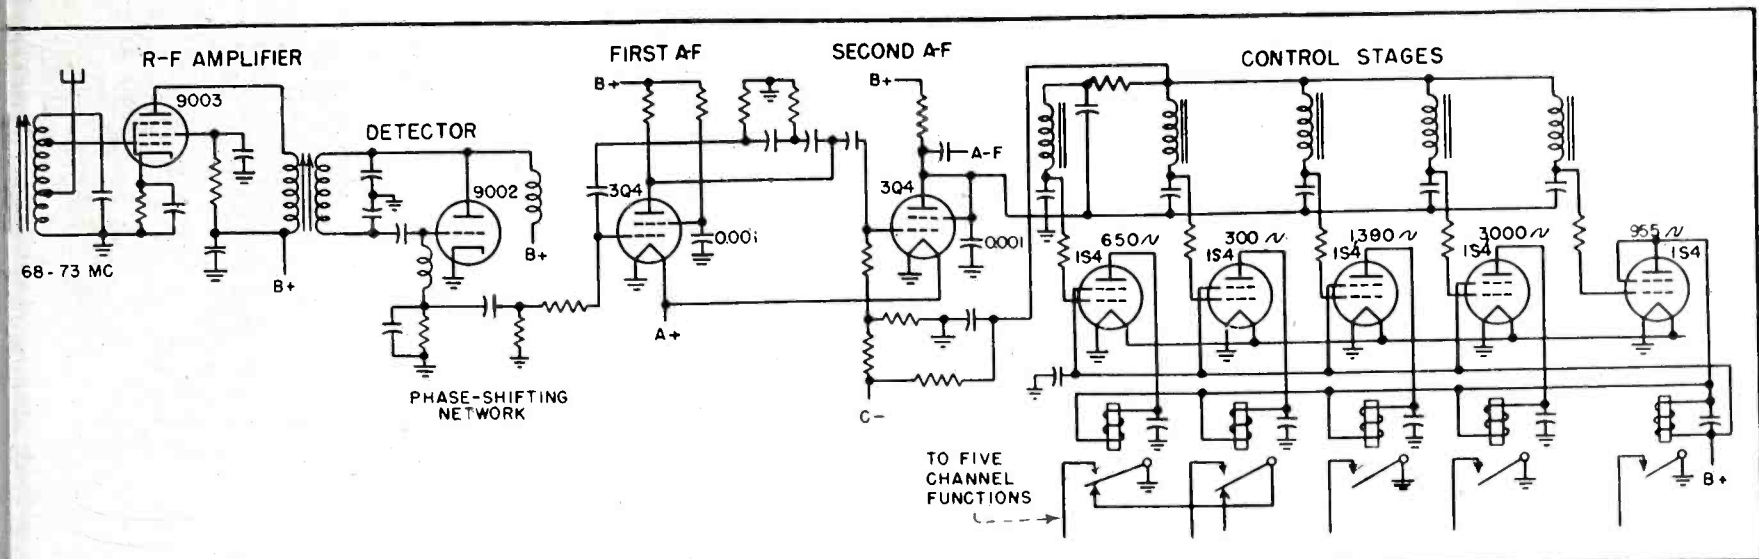 R-F AMPLIFIER
9003
68-73 MC
B+
DETECTOR
9002
B+
PHASE-SHIFTING
NETWORK
FIRST A-F
B+
3Q4
0.001
A+
SECOND A-F
B+
A-F
3Q4
0.001
C-
CONTROL STAGES
650~
1S4
300~
1S4
1390~
1S4
3000~
1S4
955~
1S4
B+
TO FIVE
CHANNEL
FUNCTIONS